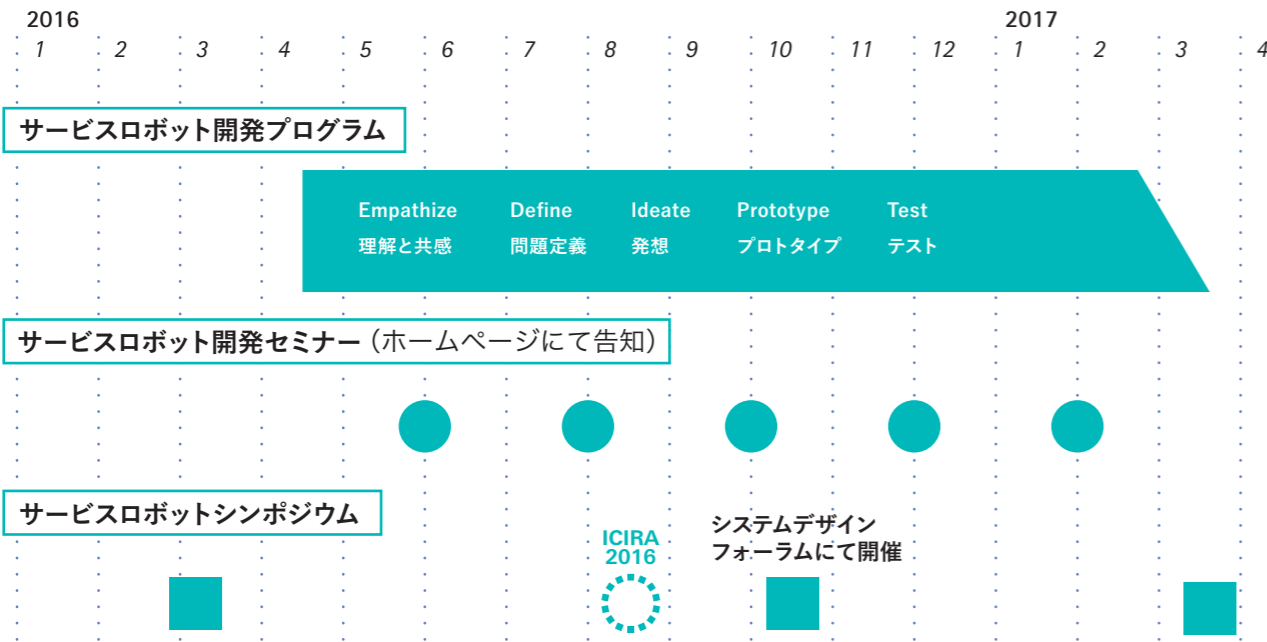 2016 2017
1 2 3 4 5 6 7 8 9 10 11 12 1 2 3 4
サービスロボット開発プログラム
Empathize Define Ideate Prototype Test
理解と共感 問題定義 発想 プロトタイプ テスト
サービスロボット開発セミナー（ホームページにて告知）
サービスロボットシンポジウム
ICIRA
2016
システムデザイン
フォーラムにて開催